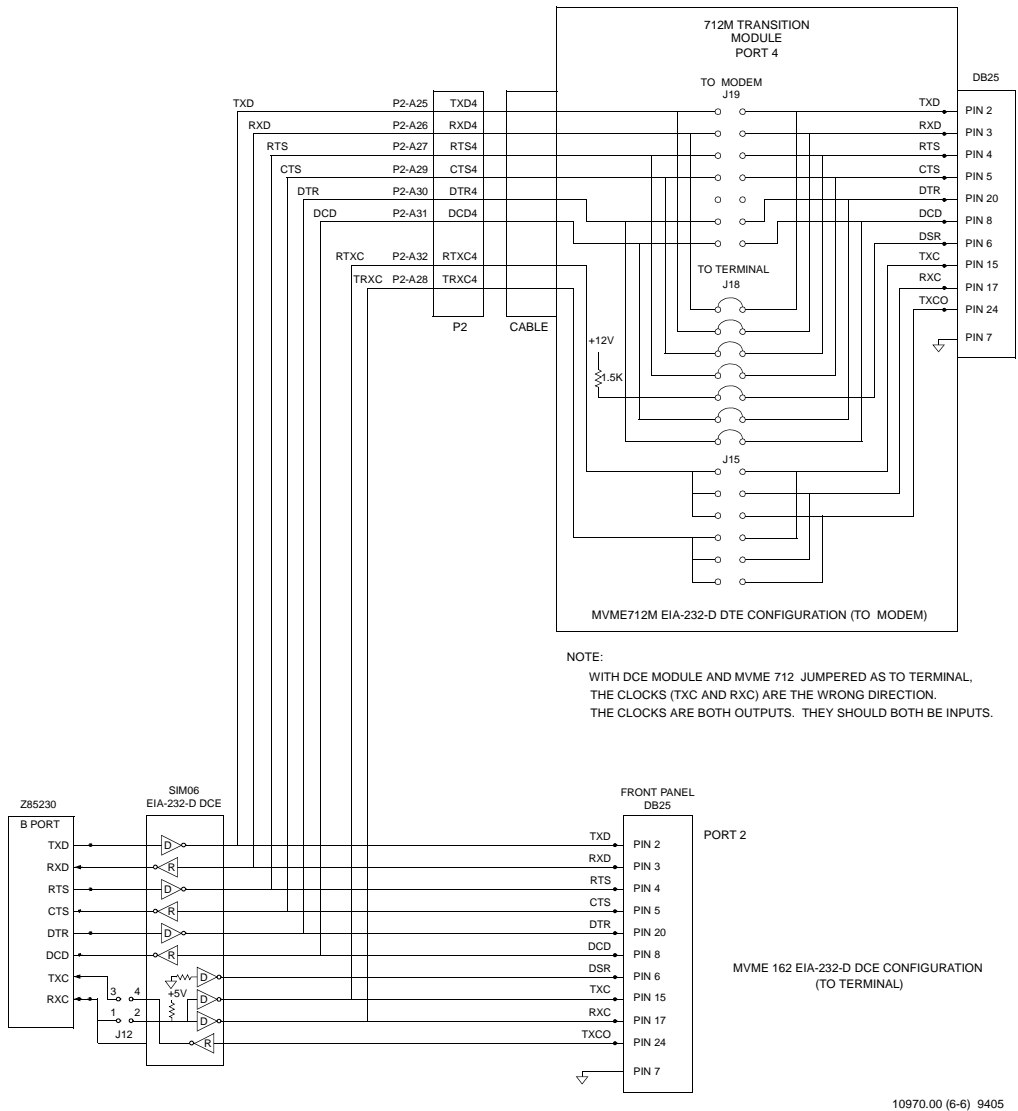 712M TRANSITION
MODULE
PORT 4
DB25
TO MODEM
J19
TXD P2-A25 TXD4 TXD PIN 2
RXD P2-A26 RXD4 RXD PIN 3
RTS P2-A27 RTS4 RTS PIN 4
CTS P2-A29 CTS4 CTS PIN 5
DTR P2-A30 DTR4 DTR PIN 20
DCD P2-A31 DCD4 DCD PIN 8
DSR PIN 6
RTXC P2-A32 RTXC4 TXC PIN 15
TRXC P2-A28 TRXC4 RXC PIN 17
TXCO PIN 24
PIN 7
TO TERMINAL
J18
P2 CABLE
+12V
1.5K
J15
MVME712M EIA-232-D DTE CONFIGURATION (TO MODEM)
NOTE:
WITH DCE MODULE AND MVME 712 JUMPERED AS TO TERMINAL,
THE CLOCKS (TXC AND RXC) ARE THE WRONG DIRECTION.
THE CLOCKS ARE BOTH OUTPUTS. THEY SHOULD BOTH BE INPUTS.
SIM06
EIA-232-D DCE
Z85230
B PORT
FRONT PANEL
DB25
PORT 2
TXD D TXD PIN 2
RXD R RXD PIN 3
RTS D RTS PIN 4
CTS R CTS PIN 5
DTR D DTR PIN 20
DCD R DCD PIN 8
D DSR PIN 6
TXC 3 4 +5V D TXC PIN 15
RXC 1 2 D RXC PIN 17
J12 R TXCO PIN 24
PIN 7
MVME 162 EIA-232-D DCE CONFIGURATION
(TO TERMINAL)
10970.00 (6-6) 9405